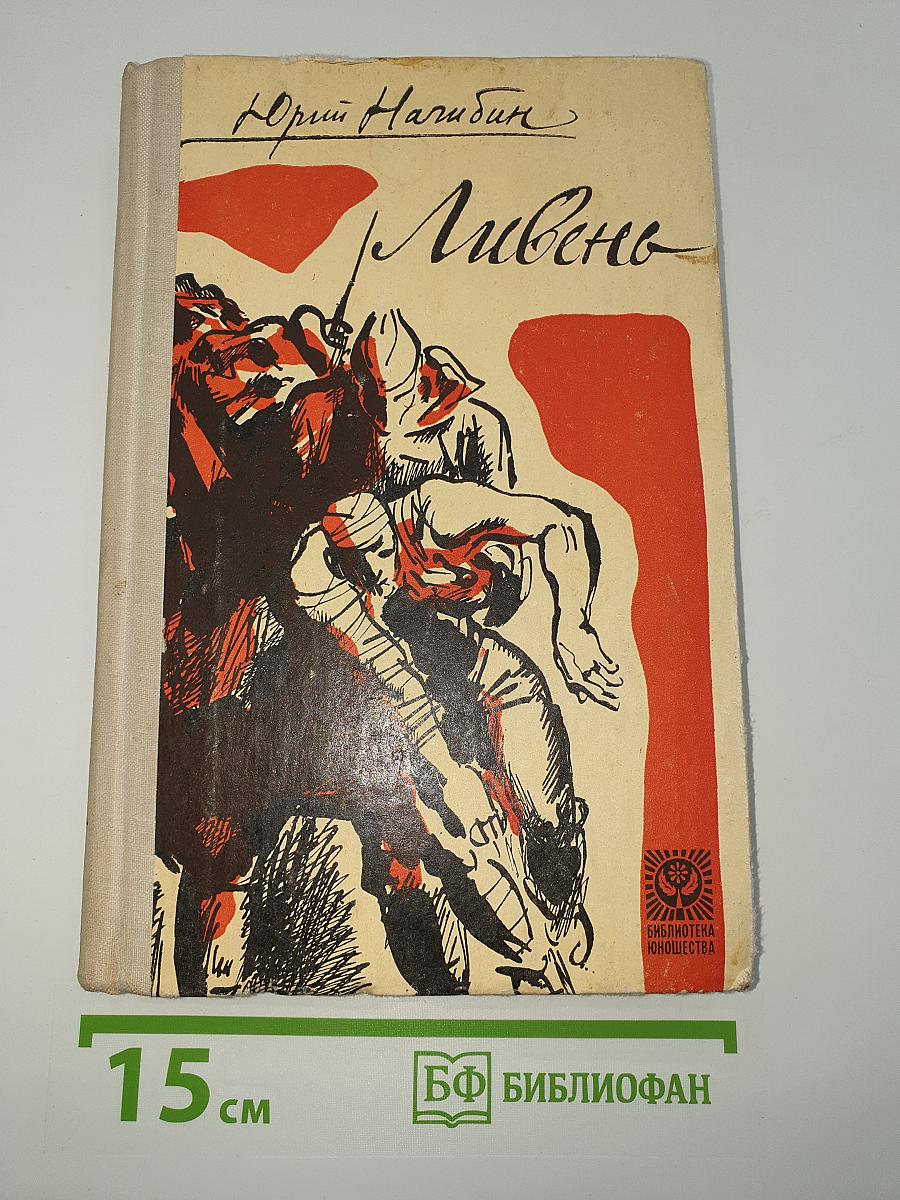 Юрий Нагибин
Ливень
БИБЛИОТЕКА
ЮНОШЕСТВА
15 см
БФ БИБЛИОФАН